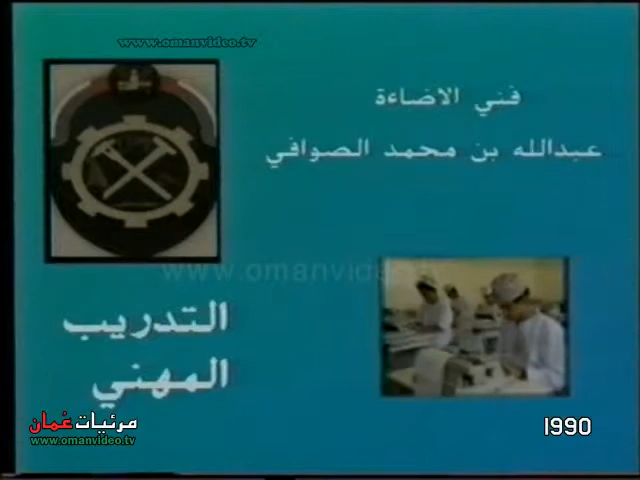 www.omanvideo.tv
فني الاضاءة
عبدالله بن محمد الصوافي
www.omanvideo.tv
التدريب
المهني
مرئيات عُمان
www.omanvideo.tv
1990